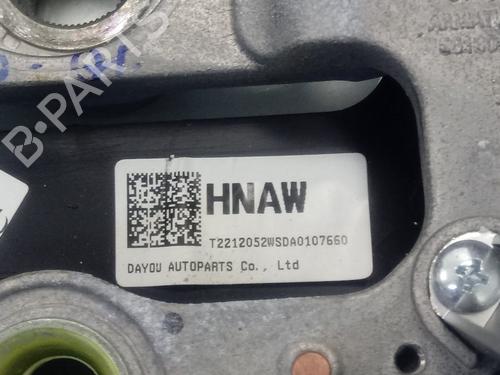 B-PARTS
HNAW
T2212052WSDA0107660
DAYOU AUTOPARTS Co., Ltd